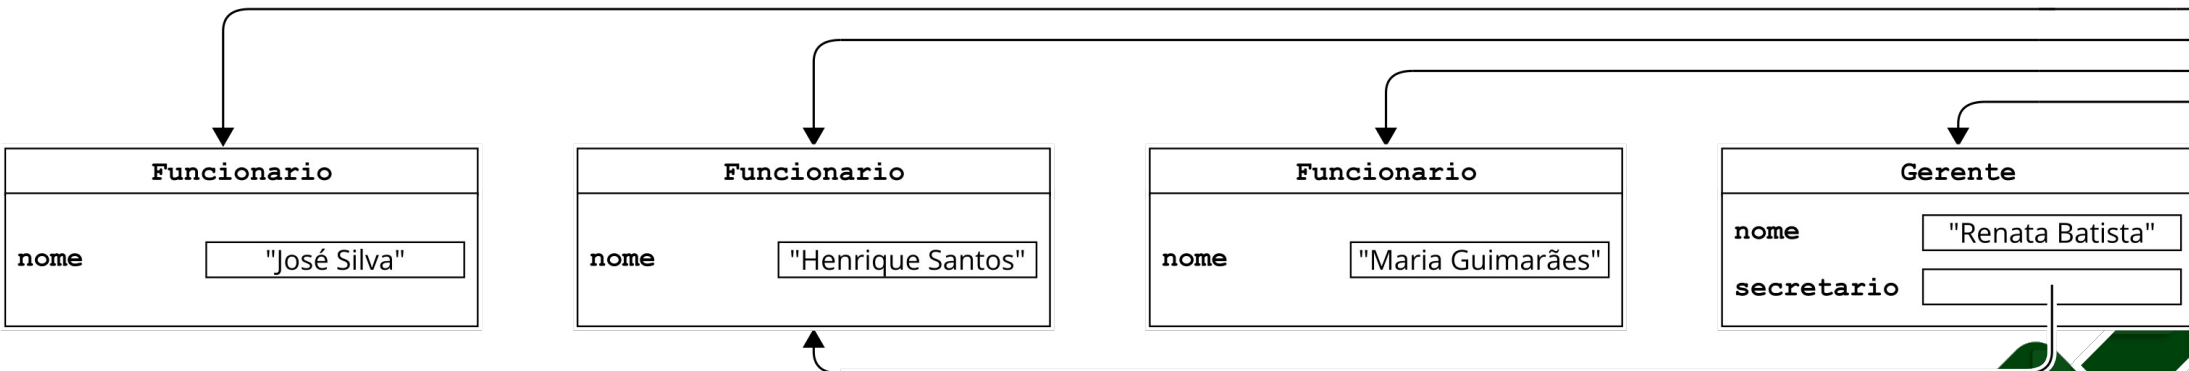 Funcionario
nome "José Silva"
Funcionario
nome "Henrique Santos"
Funcionario
nome "Maria Guimarães"
Gerente
nome "Renata Batista"
secretario